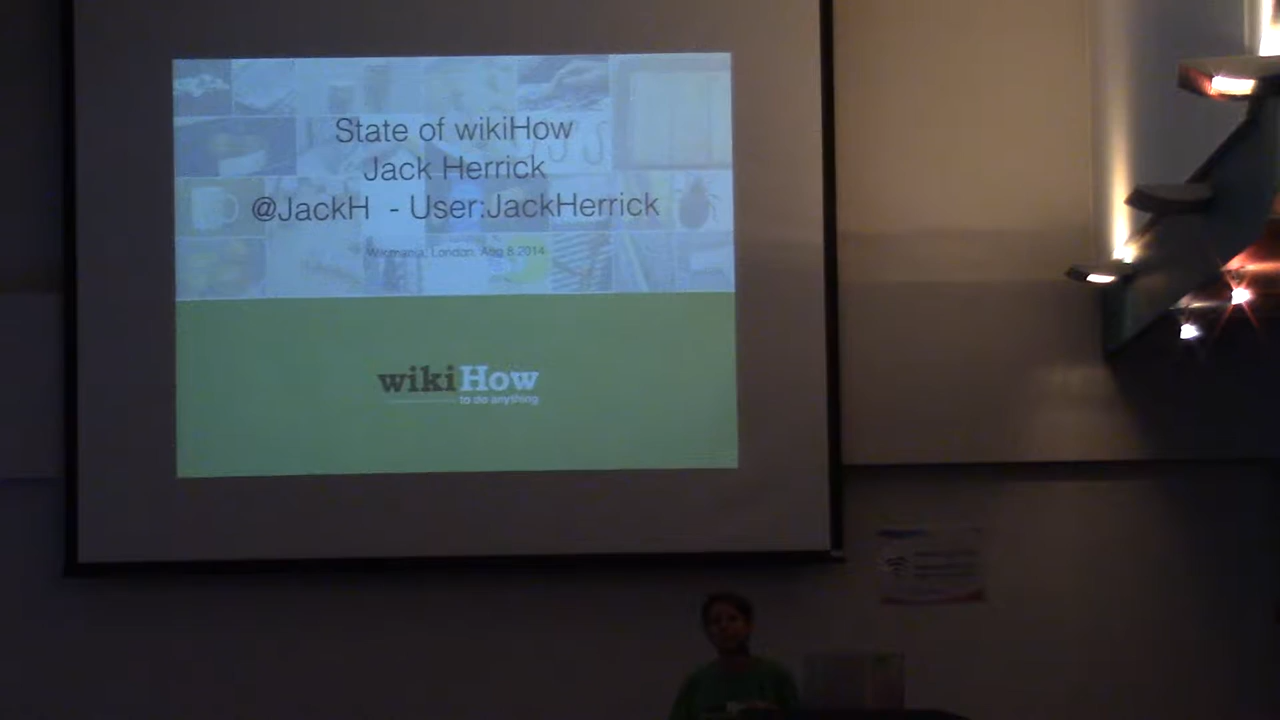 State of wikiHow
Jack Herrick
@JackH - User:JackHerrick
Wikimania, London, Aug 8 2014
wikiHow
to do anything